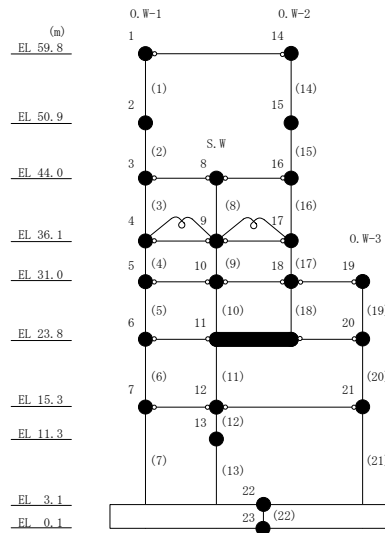 O.W-1 O.W-2
(m)
EL 59.8 1 14
(1) (14)
EL 50.9 2 15
(2) S.W (15)
EL 44.0 3 8 16
(3) (8) (16)
EL 36.1 4 9 17 O.W-3
EL 31.0 5 (4) 10 (9) 18 (17) 19
(5) (10) (18) (19)
EL 23.8 6 11 20
(6) (11) (20)
EL 15.3 7 12 21
EL 11.3 13 (12)
(7) (13) (21)
EL 3.1 22
EL 0.1 23 (22)